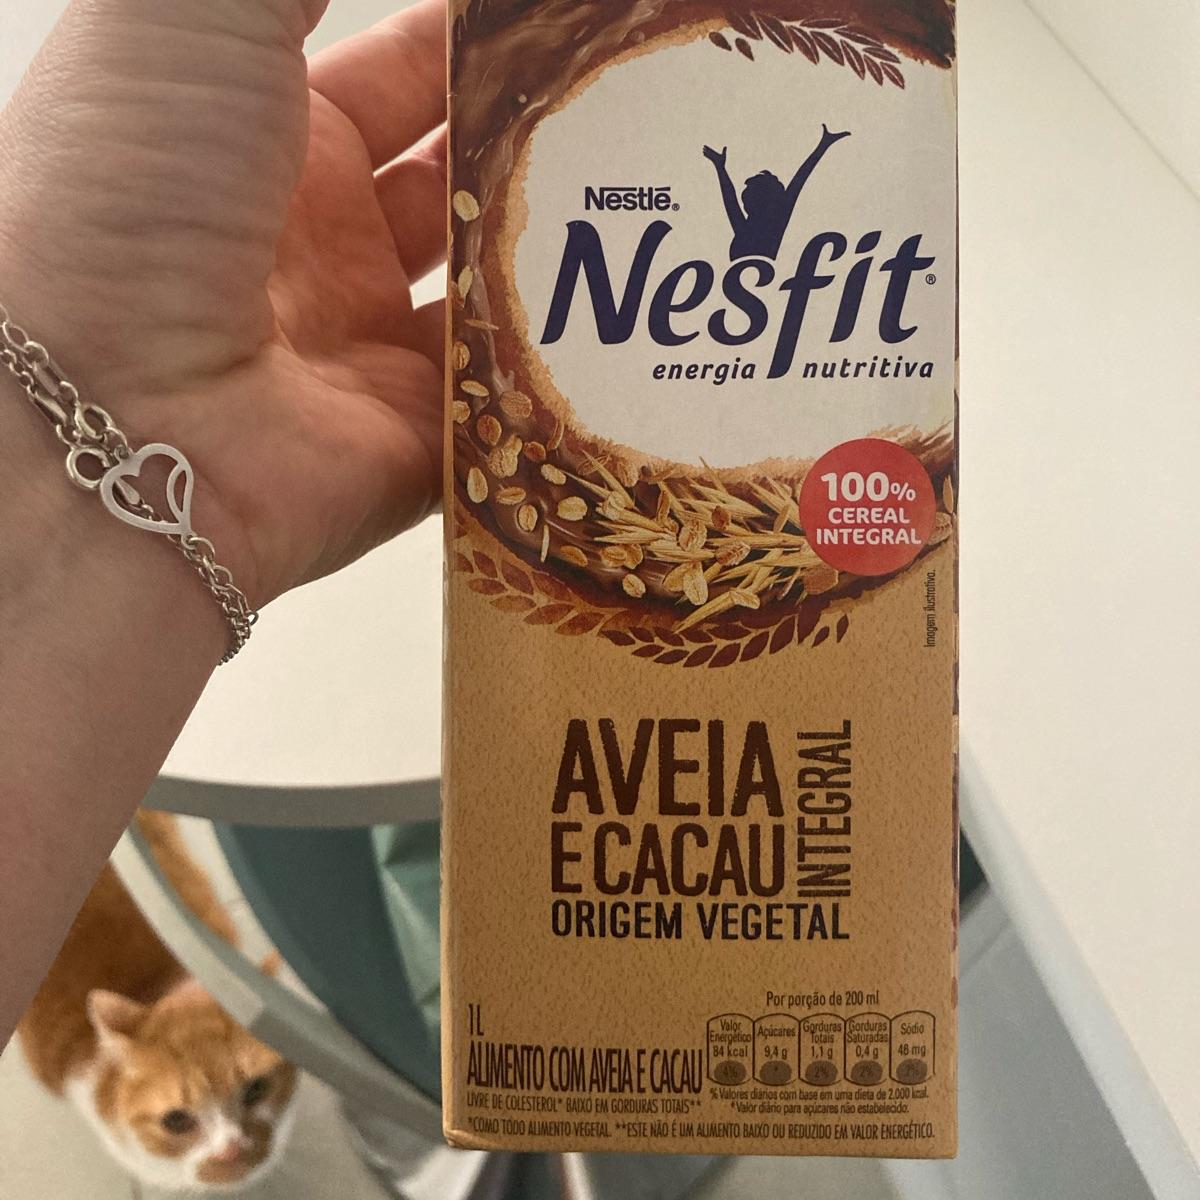 Nestlé®
Nesfit®
energia nutritiva
100%
CEREAL
INTEGRAL
Imagem ilustrativa.
AVEIA
E CACAU
INTEGRAL
ORIGEM VEGETAL
Por porção de 200 ml
Valor Energético 84 kcal 4%
Açúcares 9,4 g *
Gorduras Totais 1,1 g 2%
Gorduras Saturadas 0,4 g 2%
Sódio 46 mg 2%
% Valores diários com base em uma dieta de 2.000 kcal.
*Valor diário para açúcares não estabelecido.
1L
ALIMENTO COM AVEIA E CACAU
LIVRE DE COLESTEROL* BAIXO EM GORDURAS TOTAIS**
*COMO TODO ALIMENTO VEGETAL. **ESTE NÃO É UM ALIMENTO BAIXO OU REDUZIDO EM VALOR ENERGÉTICO.